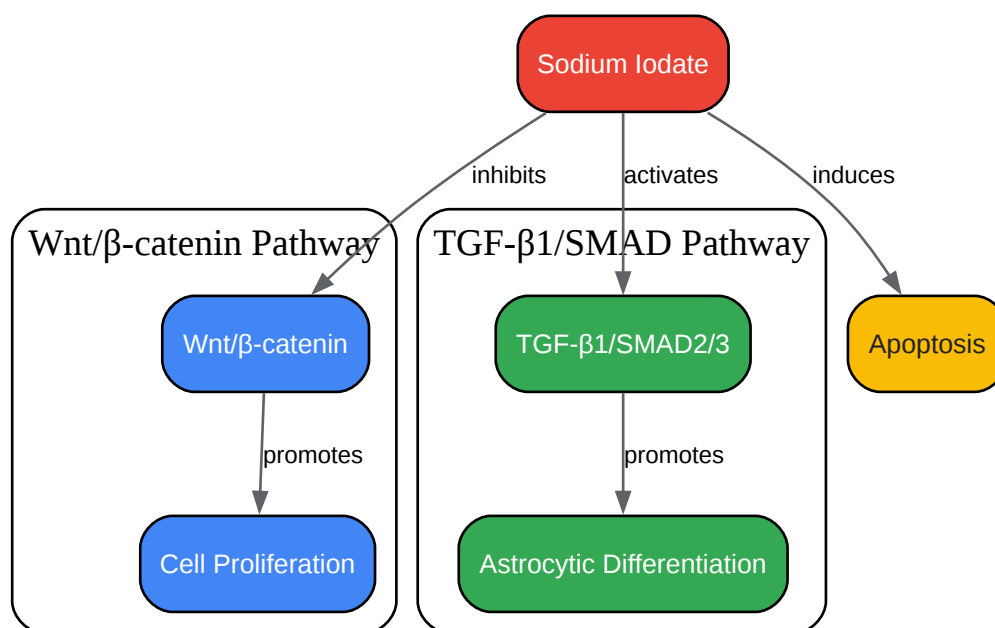 Sodium Iodate
inhibits
activates
induces
Wnt/β-catenin Pathway
TGF-β1/SMAD Pathway
Wnt/β-catenin
TGF-β1/SMAD2/3
Apoptosis
promotes
promotes
Cell Proliferation
Astrocytic Differentiation